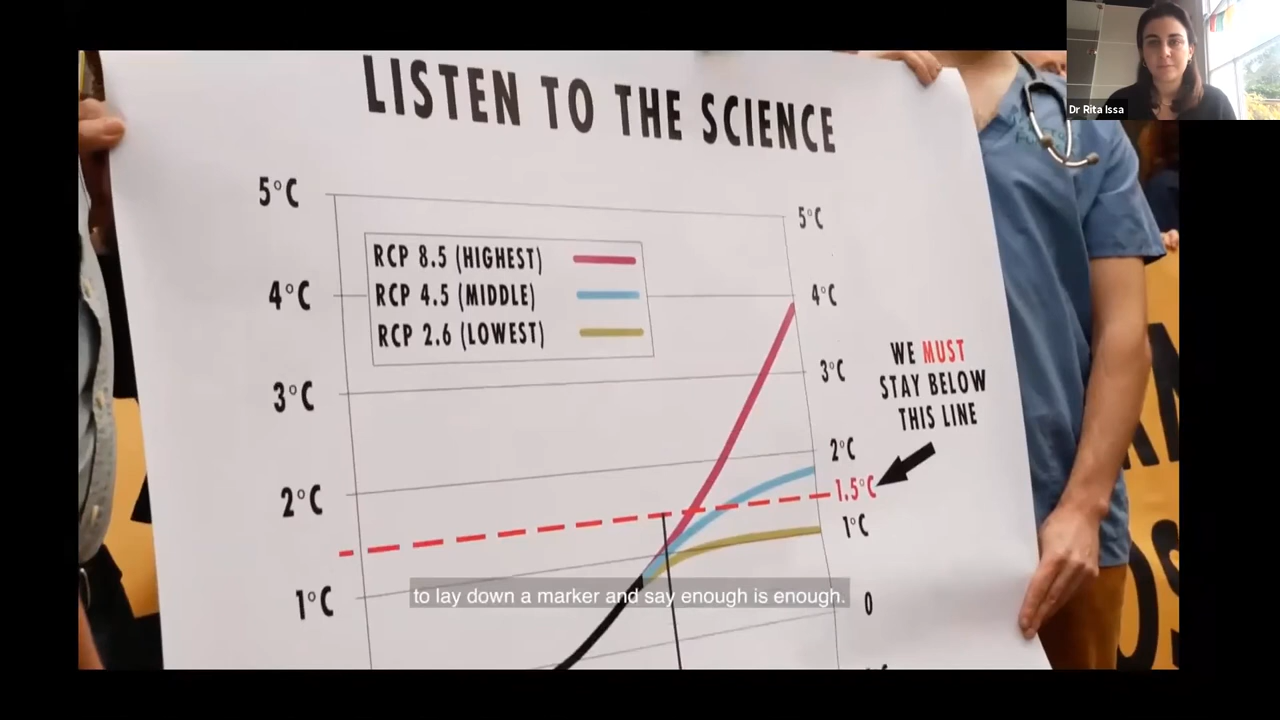 LISTEN TO THE SCIENCE
5°C
4°C
3°C
2°C
1°C
RCP 8.5 (HIGHEST)
RCP 4.5 (MIDDLE)
RCP 2.6 (LOWEST)
5°C
4°C
3°C
2°C
1.5°C
1°C
0
WE MUST
STAY BELOW
THIS LINE
to lay down a marker and say enough is enough.
Dr Rita Issa